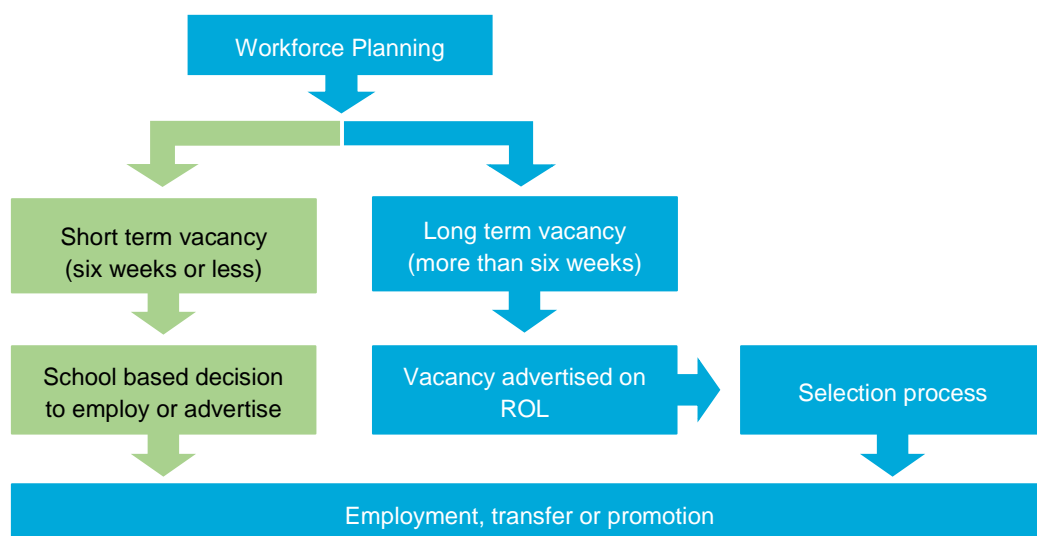 Workforce Planning
Short term vacancy
(six weeks or less)
Long term vacancy
(more than six weeks)
School based decision
to employ or advertise
Vacancy advertised on
ROL
Selection process
Employment, transfer or promotion